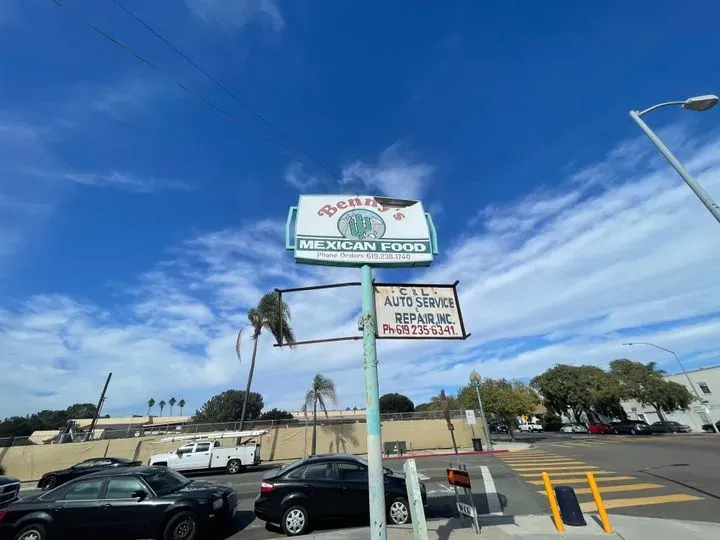 Benny's
MEXICAN FOOD
Phone Orders 619.238.1740
C & L
AUTO SERVICE
&
REPAIR, INC.
Ph. 619 235-6341